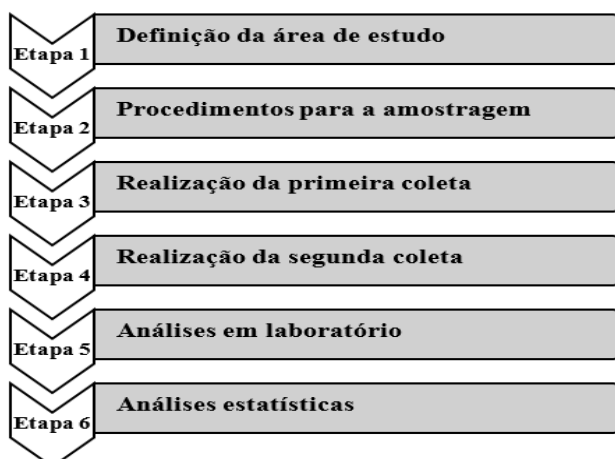 Etapa 1 Definição da área de estudo
Etapa 2 Procedimentos para a amostragem
Etapa 3 Realização da primeira coleta
Etapa 4 Realização da segunda coleta
Etapa 5 Análises em laboratório
Etapa 6 Análises estatísticas